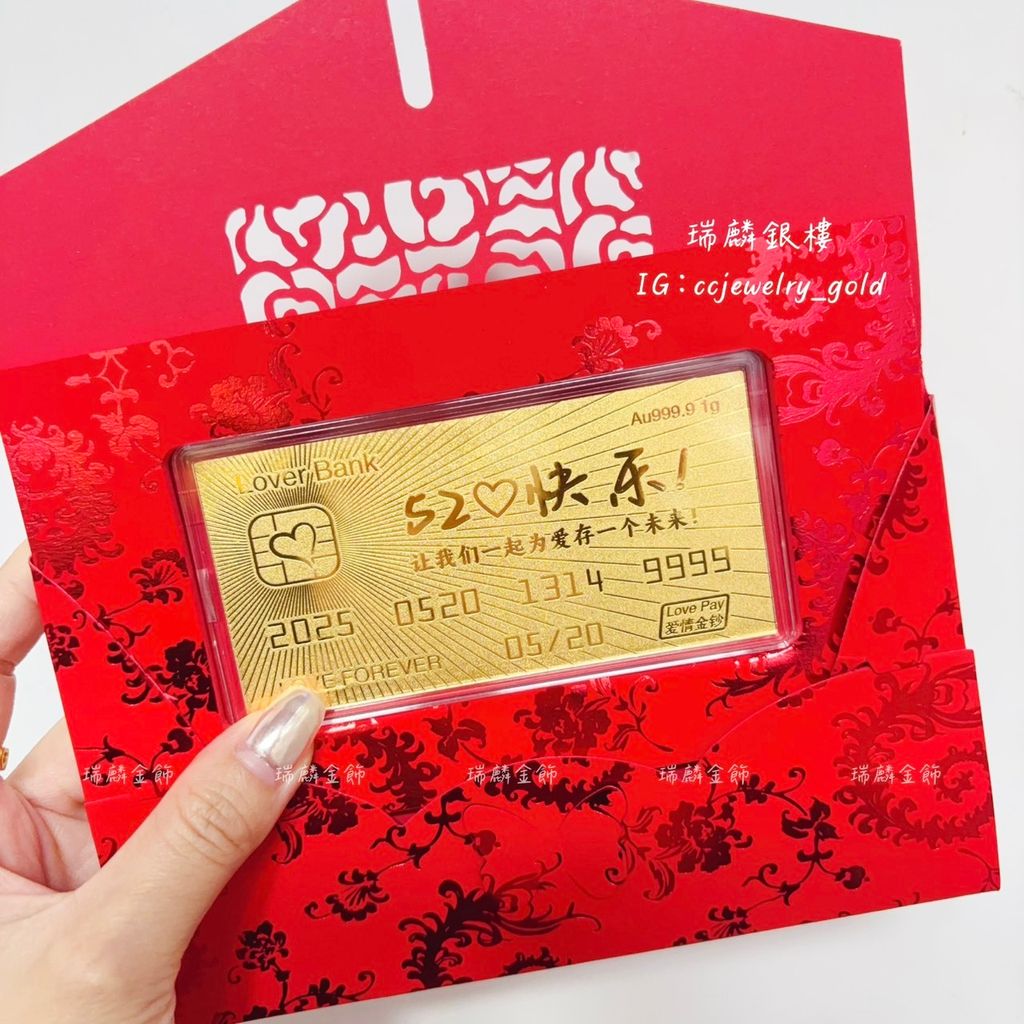 瑞麟銀樓
IG：ccjewelry_gold
Au999.9 1g
Lover Bank
52♡快乐！
让我们一起为爱存一个未来！
2025 0520 1314 9999
Love Pay
爱情金钞
05/20
FOREVER
瑞麟金飾 瑞麟金飾 瑞麟金飾 瑞麟金飾 瑞麟金飾